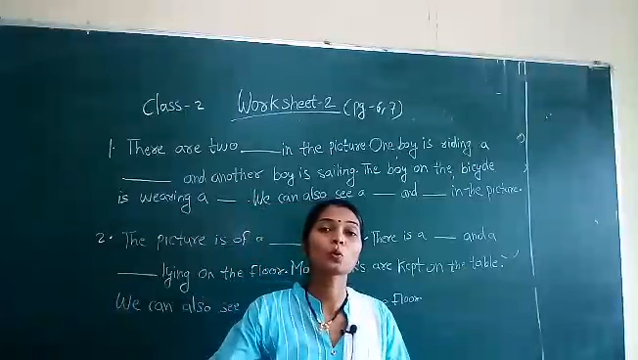 Class-2 Worksheet-2 (pg-6,7)
1. There are two ____ in the picture. One boy is riding a
____ and another boy is sailing. The boy on the bicycle
is wearing a __. We can also see a __ and __ in the picture.
2. The picture is of a ___ . There is a __ and a
____ lying on the floor. are kept on the table.
We can also see floor